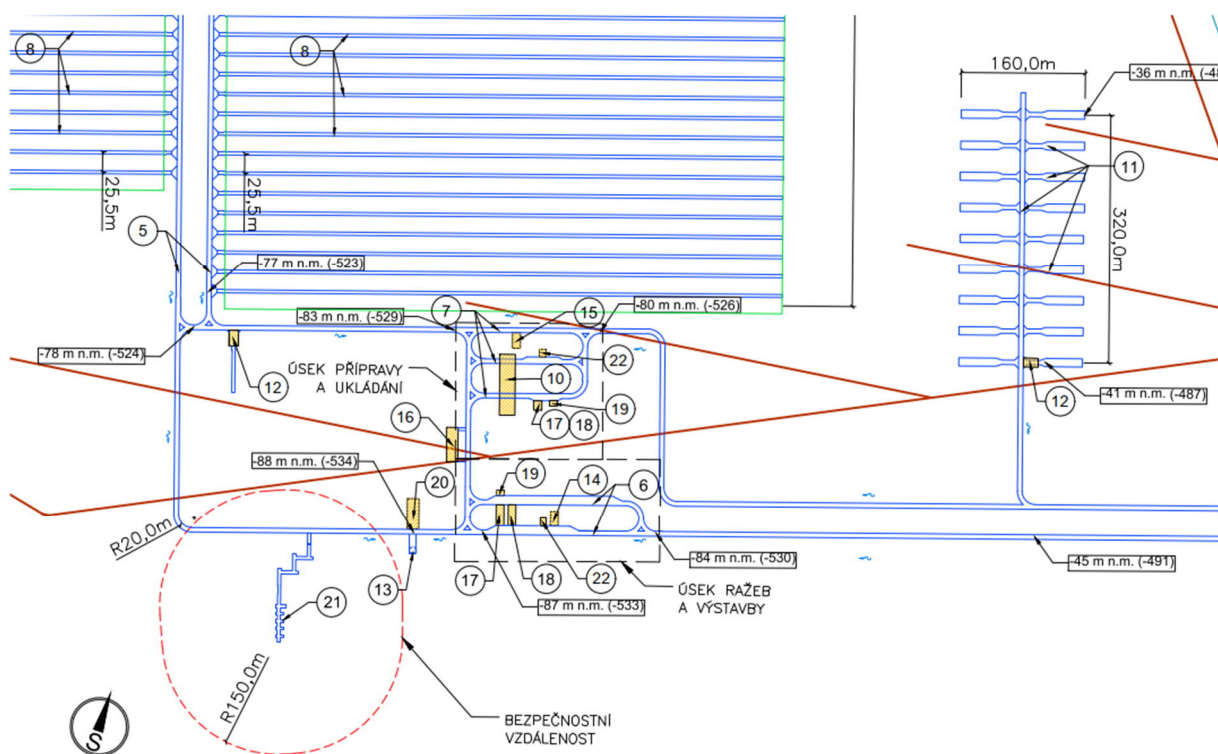 8
8
160,0m
-36 m n.m. (-48
11
25,5m
25,5m
320,0m
5
-77 m n.m. (-523)
7
15
-80 m n.m. (-526)
-83 m n.m. (-529)
-78 m n.m. (-524)
22
ÚSEK PŘÍPRAVY
A UKLÁDÁNÍ
12
10
12
-41 m n.m. (-487)
19
17
18
16
-88 m n.m. (-534)
20
19
14
6
R20,0m
13
17
18
22
-84 m n.m. (-530)
-45 m n.m. (-491)
ÚSEK RAŽEB
A VÝSTAVBY
-87 m n.m. (-533)
21
R150,0m
S
BEZPEČNOSTNÍ
VZDÁLENOST